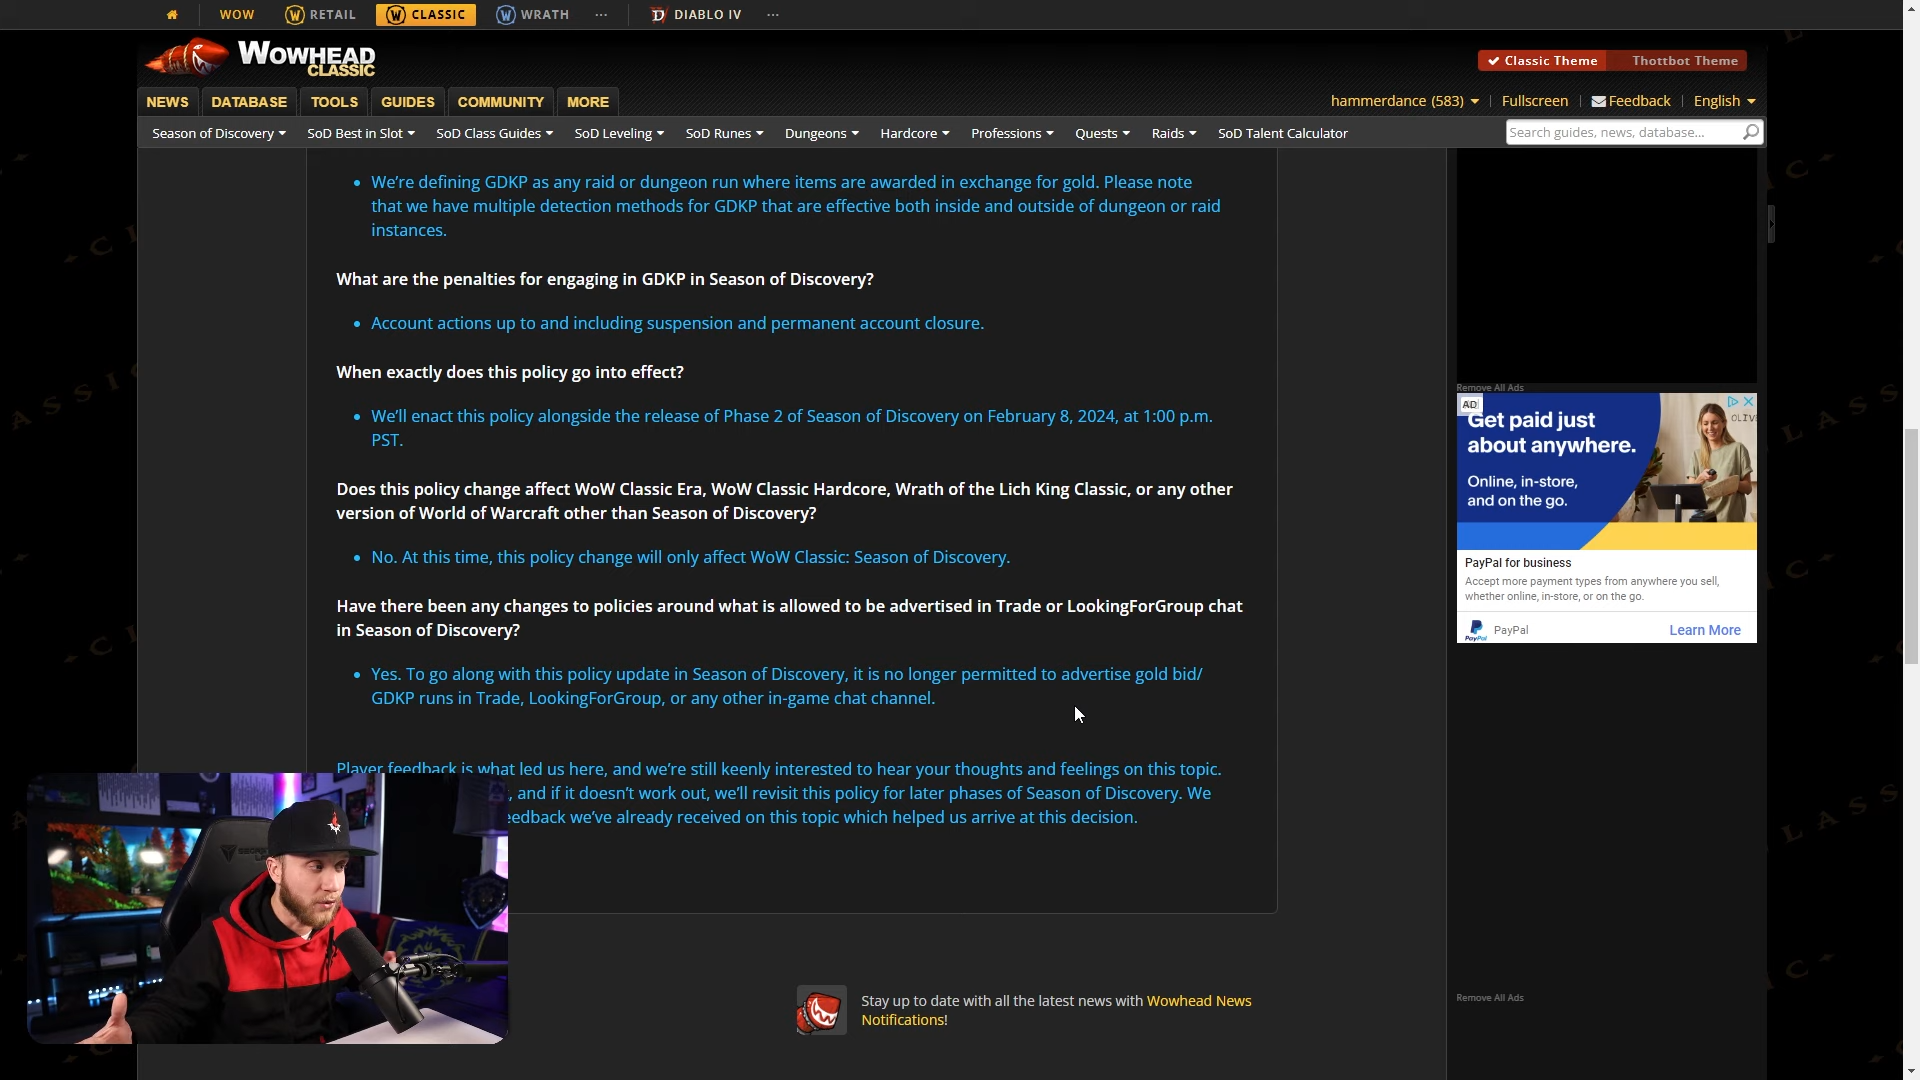 WOW
RETAIL
CLASSIC
WRATH
DIABLO IV
WOWHEAD
CLASSIC
Classic Theme
Thottbot Theme
NEWS
DATABASE
TOOLS
GUIDES
COMMUNITY
MORE
hammerdance (583)
Fullscreen
Feedback
English
Season of Discovery
SoD Best in Slot
SoD Class Guides
SoD Leveling
SoD Runes
Dungeons
Hardcore
Professions
Quests
Raids
SoD Talent Calculator
Search guides, news, database...
We’re defining GDKP as any raid or dungeon run where items are awarded in exchange for gold. Please note
that we have multiple detection methods for GDKP that are effective both inside and outside of dungeon or raid
instances.
What are the penalties for engaging in GDKP in Season of Discovery?
Account actions up to and including suspension and permanent account closure.
When exactly does this policy go into effect?
We’ll enact this policy alongside the release of Phase 2 of Season of Discovery on February 8, 2024, at 1:00 p.m.
PST.
Does this policy change affect WoW Classic Era, WoW Classic Hardcore, Wrath of the Lich King Classic, or any other
version of World of Warcraft other than Season of Discovery?
No. At this time, this policy change will only affect WoW Classic: Season of Discovery.
Have there been any changes to policies around what is allowed to be advertised in Trade or LookingForGroup chat
in Season of Discovery?
Yes. To go along with this policy update in Season of Discovery, it is no longer permitted to advertise gold bid/
GDKP runs in Trade, LookingForGroup, or any other in-game chat channel.
Player feedback is what led us here, and we’re still keenly interested to hear your thoughts and feelings on this topic.
, and if it doesn’t work out, we’ll revisit this policy for later phases of Season of Discovery. We
feedback we’ve already received on this topic which helped us arrive at this decision.
Stay up to date with all the latest news with Wowhead News
Notifications!
Remove All Ads
AD
OLIVE
Get paid just
about anywhere.
Online, in-store,
and on the go.
PayPal for business
Accept more payment types from anywhere you sell,
whether online, in-store, or on the go.
PayPal
PayPal
Learn More
Remove All Ads